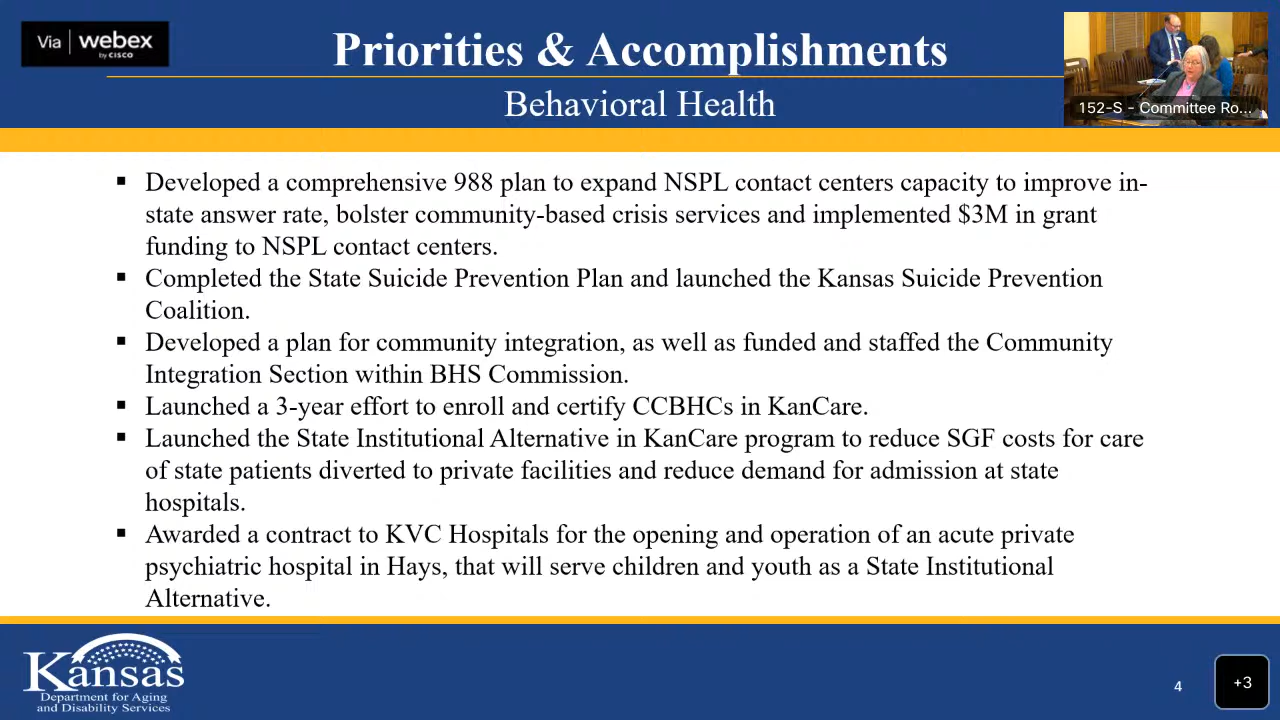 Via | webex
by CISCO
Priorities & Accomplishments
Behavioral Health
152-S - Committee Ro...
▪ Developed a comprehensive 988 plan to expand NSPL contact centers capacity to improve in-
state answer rate, bolster community-based crisis services and implemented $3M in grant
funding to NSPL contact centers.
▪ Completed the State Suicide Prevention Plan and launched the Kansas Suicide Prevention
Coalition.
▪ Developed a plan for community integration, as well as funded and staffed the Community
Integration Section within BHS Commission.
▪ Launched a 3-year effort to enroll and certify CCBHCs in KanCare.
▪ Launched the State Institutional Alternative in KanCare program to reduce SGF costs for care
of state patients diverted to private facilities and reduce demand for admission at state
hospitals.
▪ Awarded a contract to KVC Hospitals for the opening and operation of an acute private
psychiatric hospital in Hays, that will serve children and youth as a State Institutional
Alternative.
Kansas
Department for Aging
and Disability Services
4
+3